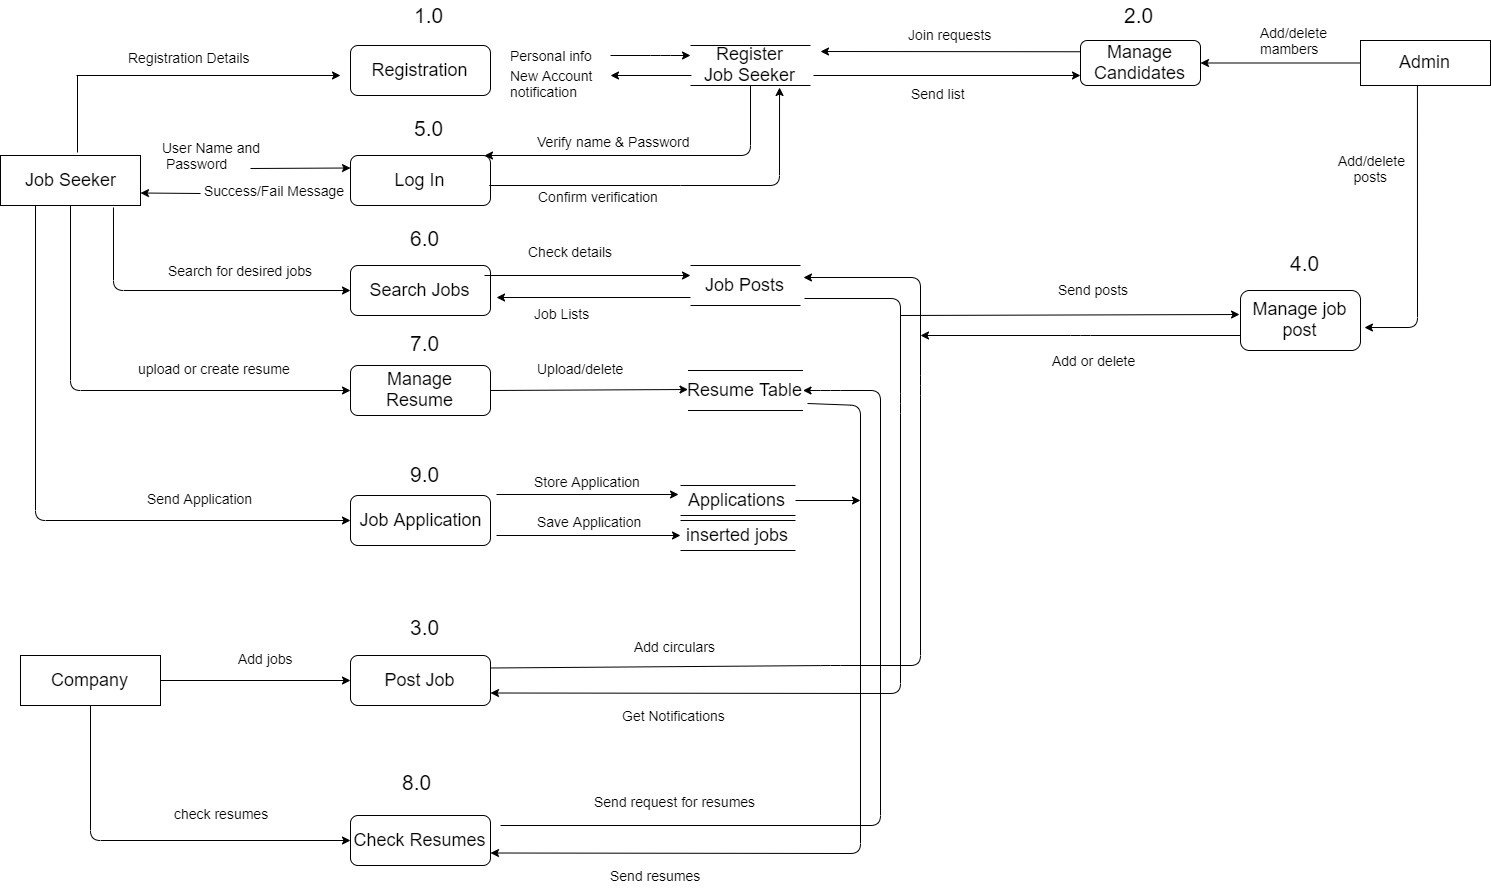 1.0
2.0
Registration Details
Registration
Personal info
New Account
notification
Register
Job Seeker
Join requests
Send list
Manage
Candidates
Add/delete
mambers
Admin
5.0
User Name and
Password
Success/Fail Message
Job Seeker
Log In
Verify name & Password
Confirm verification
Add/delete
posts
6.0
Search for desired jobs
Search Jobs
Check details
Job Lists
Job Posts
4.0
Send posts
Manage job
post
Add or delete
7.0
upload or create resume
Manage
Resume
Upload/delete
Resume Table
9.0
Send Application
Job Application
Store Application
Save Application
Applications
inserted jobs
3.0
Company
Add jobs
Post Job
Add circulars
Get Notifications
8.0
check resumes
Check Resumes
Send request for resumes
Send resumes